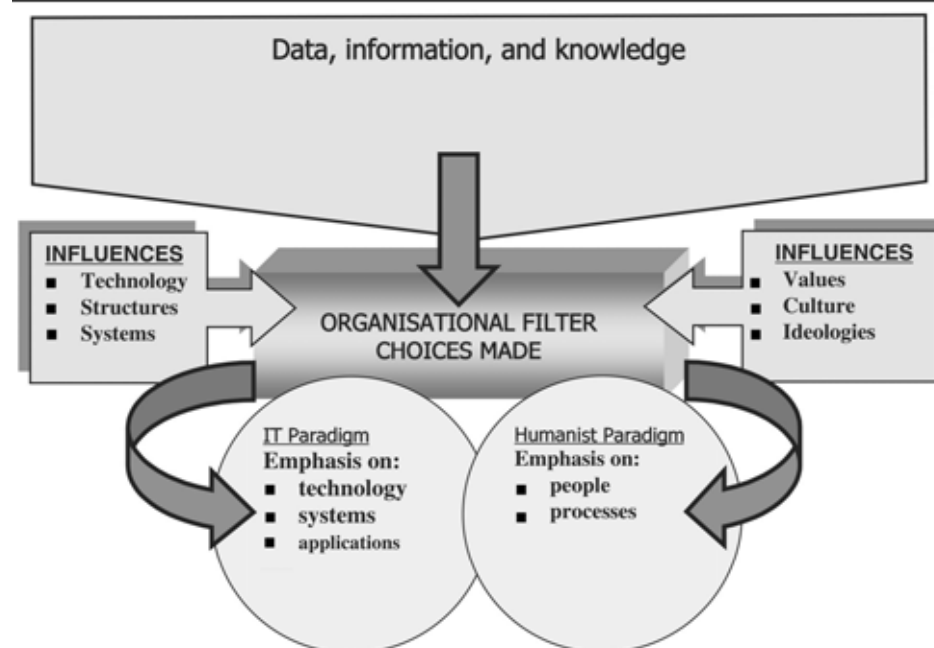 Data, information, and knowledge
INFLUENCES
■ Technology
■ Structures
■ Systems
INFLUENCES
■ Values
■ Culture
■ Ideologies
ORGANISATIONAL FILTER
CHOICES MADE
IT Paradigm
Emphasis on:
■ technology
■ systems
■ applications
Humanist Paradigm
Emphasis on:
■ people
■ processes